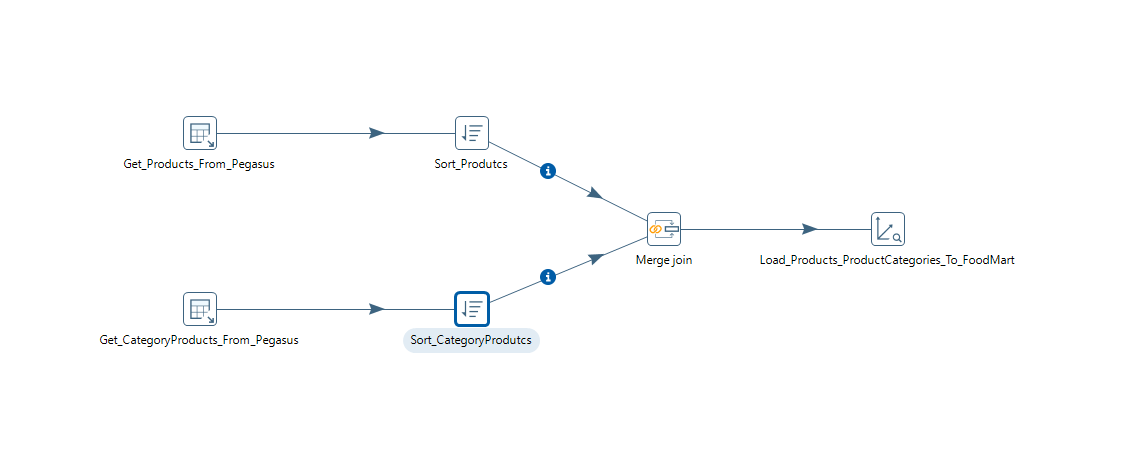 Get_Products_From_Pegasus
Sort_Produtcs
Merge join
Load_Products_ProductCategories_To_FoodMart
Get_CategoryProducts_From_Pegasus
Sort_CategoryProdutcs